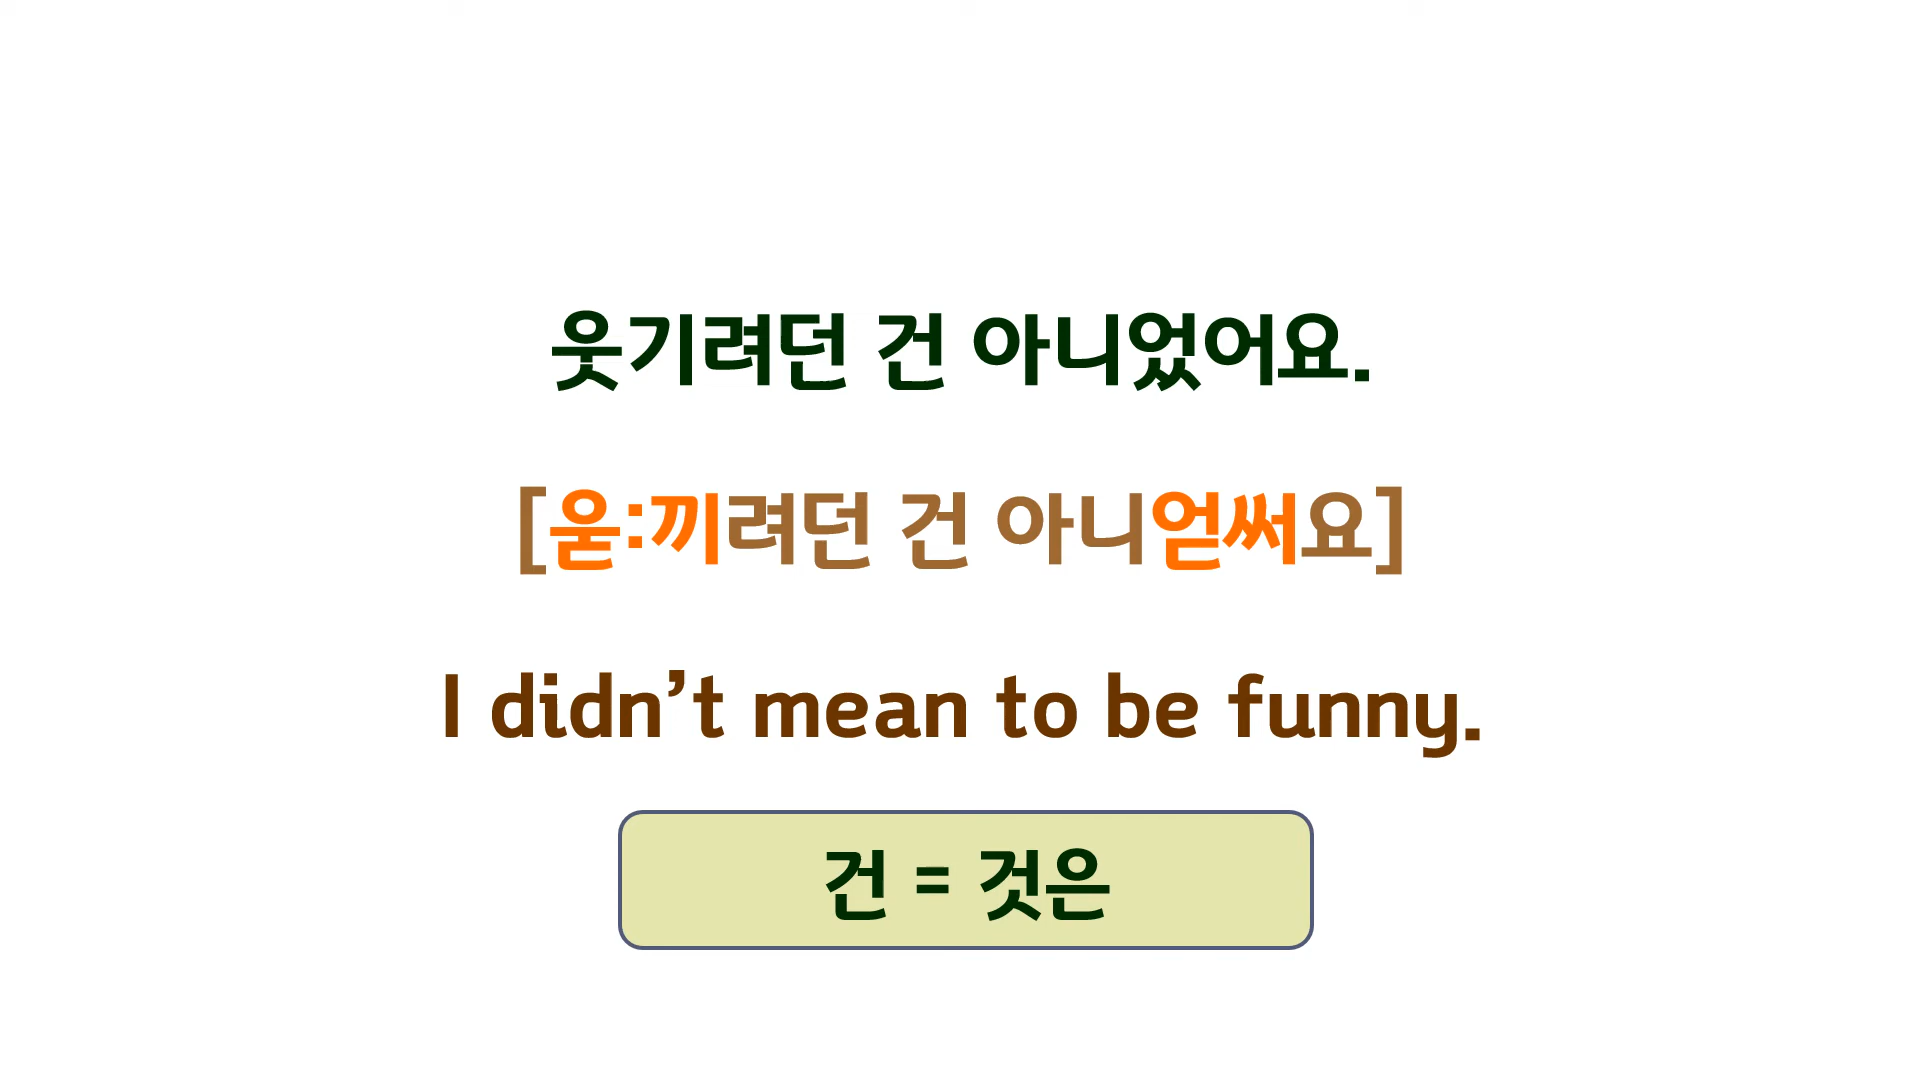 웃기려던 건 아니었어요.
[욷:끼려던 건 아니얻써요]
I didn’t mean to be funny.
건 = 것은